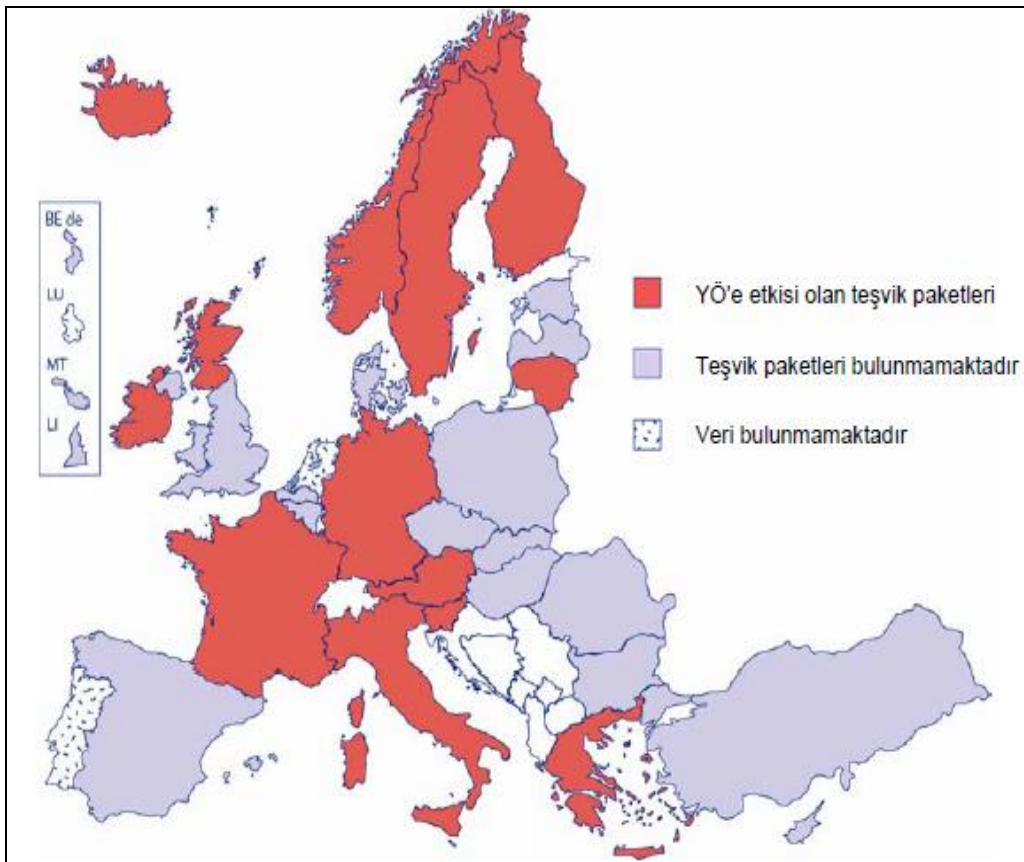 BE de
LU
MT
LI
YÖ'e etkisi olan teşvik paketleri
Teşvik paketleri bulunmamaktadır
Veri bulunmamaktadır